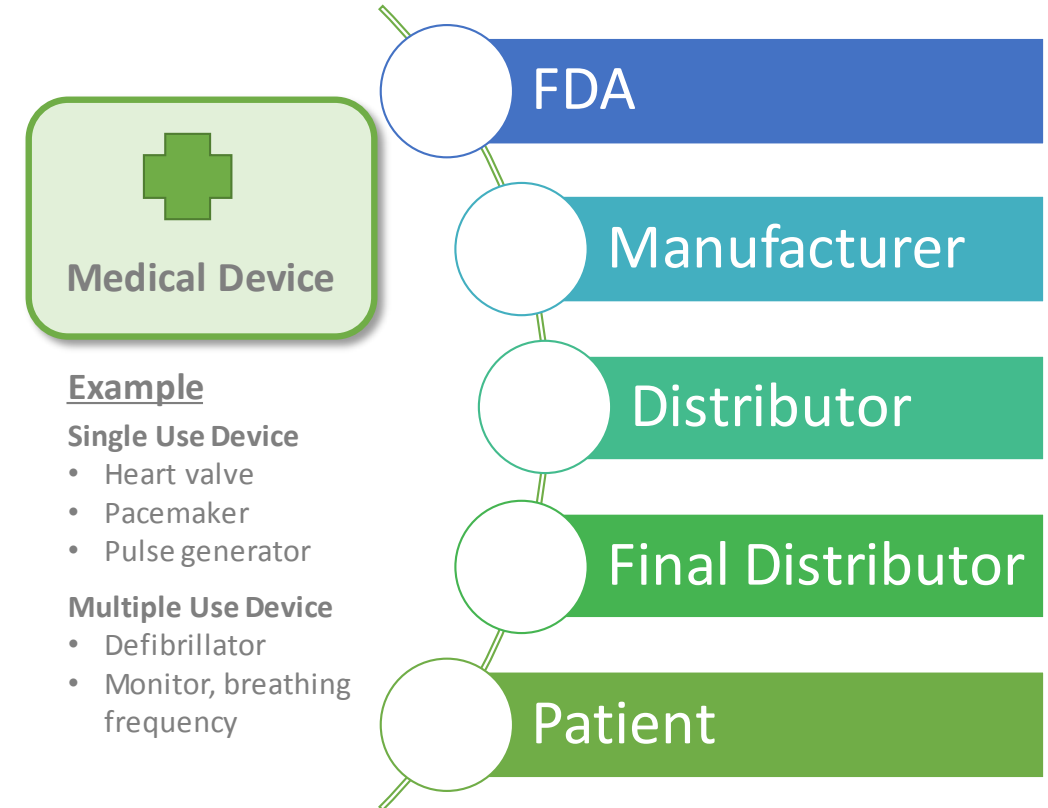 Medical Device
Example
Single Use Device
• Heart valve
• Pacemaker
• Pulse generator
Multiple Use Device
• Defibrillator
• Monitor, breathing
frequency
FDA
Manufacturer
Distributor
Final Distributor
Patient